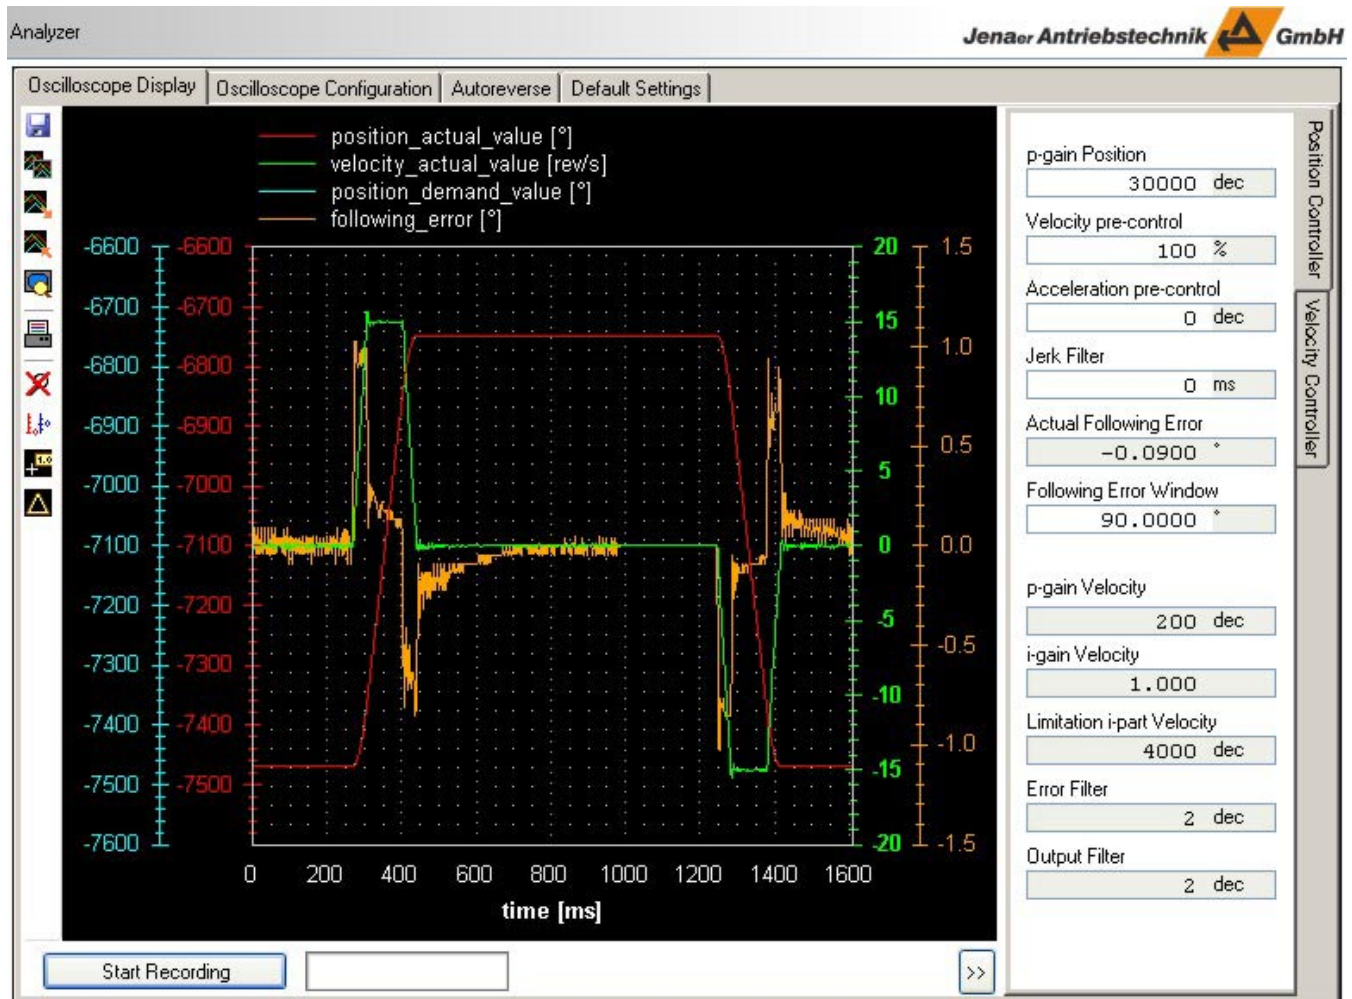 Analyzer
Jenaer Antriebstechnik GmbH
Oscilloscope Display Oscilloscope Configuration Autoreverse Default Settings
position_actual_value [°]
velocity_actual_value [rev/s]
position_demand_value [°]
following_error [°]
-6600 -6600 20 1.5
-6700 -6700 15
-6800 -6800 1.0
10
-6900 -6900 0.5
-7000 -7000 5
-7100 -7100 0 0.0
-7200 -7200 -5
-7300 -7300 -0.5
-10
-7400 -7400 -1.0
-7500 -7500 -15
-7600 -20 -1.5
0 200 400 600 800 1000 1200 1400 1600
time [ms]
Start Recording
>>
p-gain Position
30000 dec
Velocity pre-control
100 %
Acceleration pre-control
0 dec
Jerk Filter
0 ms
Actual Following Error
-0.0900 °
Following Error Window
90.0000 °
p-gain Velocity
200 dec
i-gain Velocity
1.000
Limitation i-part Velocity
4000 dec
Error Filter
2 dec
Output Filter
2 dec
Position Controller
Velocity Controller
1.0